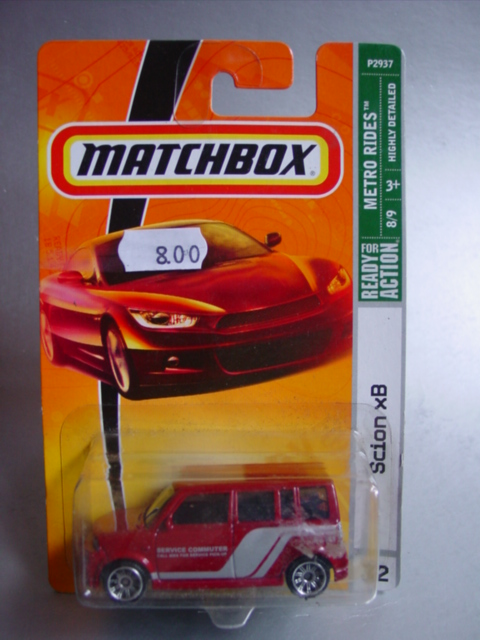 P2937
MATCHBOX®
METRO RIDES™
HIGHLY DETAILED
8/9
3+
READY FOR ACTION®
8.00
Scion xB
SERVICE COMMUTER
2